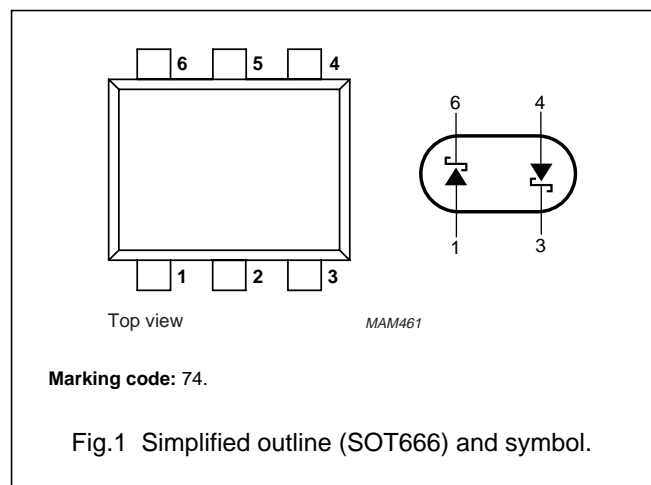 6 5 4
6 4
1 3
1 2 3
Top view MAM461
Marking code: 74.
Fig.1 Simplified outline (SOT666) and symbol.